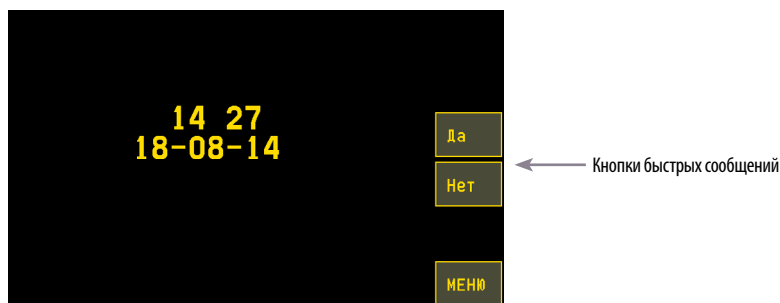 14 27
18-08-14
Да
Нет
МЕНЮ
Кнопки быстрых сообщений